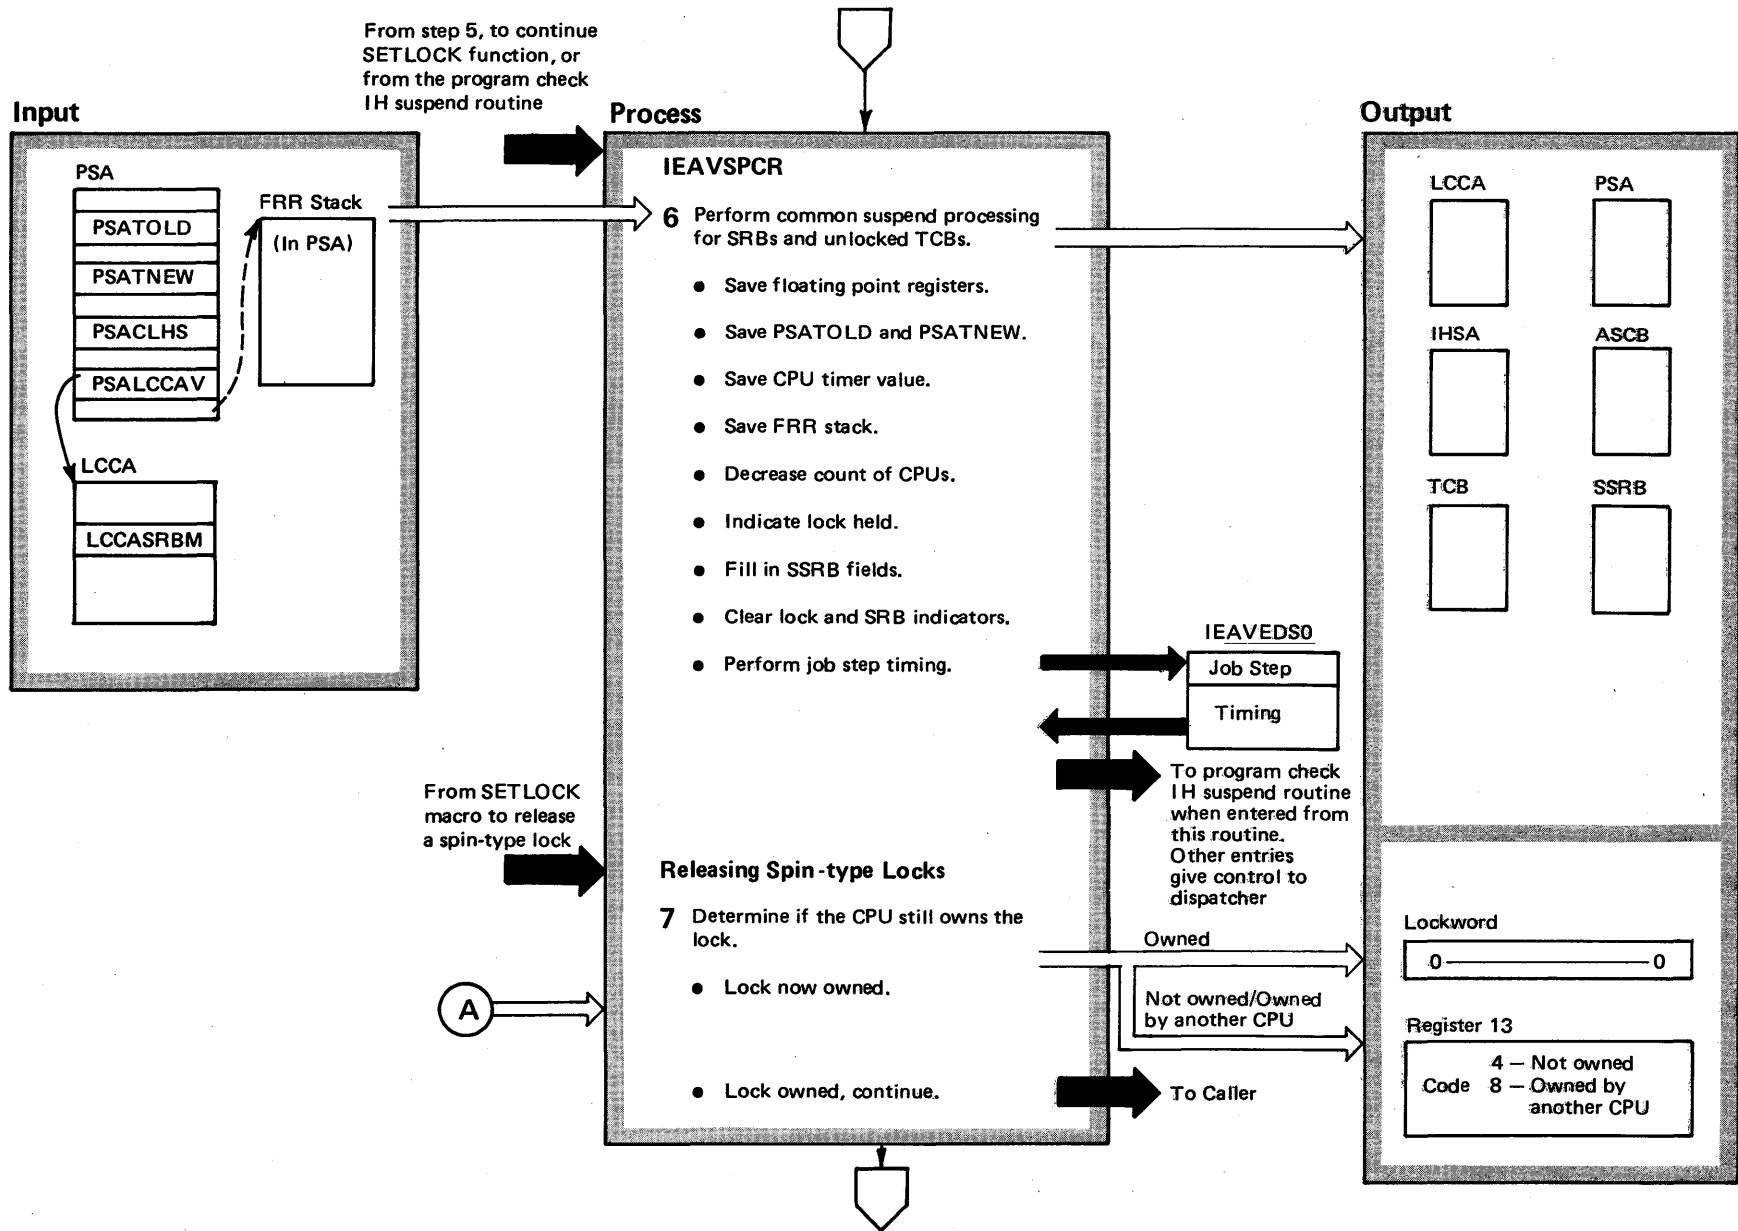 From step 5, to continue
SETLOCK function, or
from the program check
IH suspend routine
Input
PSA
PSATOLD
PSATNEW
PSACLHS
PSALCCAV
FRR Stack
(In PSA)
LCCA
LCCASRBM
Process
IEAVSPCR
6 Perform common suspend processing
for SRBs and unlocked TCBs.
• Save floating point registers.
• Save PSATOLD and PSATNEW.
• Save CPU timer value.
• Save FRR stack.
• Decrease count of CPUs.
• Indicate lock held.
• Fill in SSRB fields.
• Clear lock and SRB indicators.
• Perform job step timing.
IEAVEDS0
Job Step
Timing
To program check
IH suspend routine
when entered from
this routine.
Other entries
give control to
dispatcher
From SETLOCK
macro to release
a spin-type lock
Releasing Spin-type Locks
7 Determine if the CPU still owns the
lock.
• Lock now owned.
A
• Lock owned, continue.
Owned
Not owned/Owned
by another CPU
To Caller
Output
LCCA
PSA
IHSA
ASCB
TCB
SSRB
Lockword
0 0
Register 13
4 — Not owned
Code 8 — Owned by
another CPU